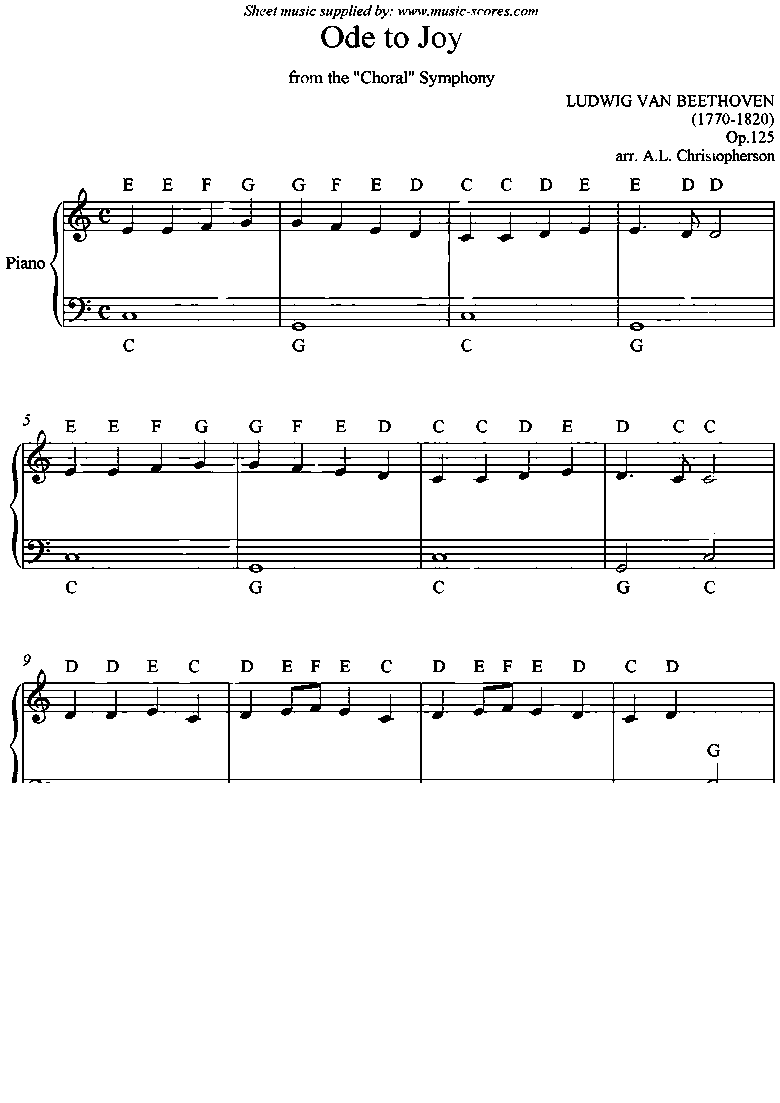 Sheet music supplied by: www.music-scores.com
Ode to Joy
from the "Choral" Symphony
LUDWIG VAN BEETHOVEN
(1770-1820)
Op.125
arr. A.L. Christopherson
E E F G G F E D C C D E E D D
Piano
C G C G
5
E E F G G F E D C C D E D C C
C G C G C
9
D D E C D E F E C D E F E D C D
G